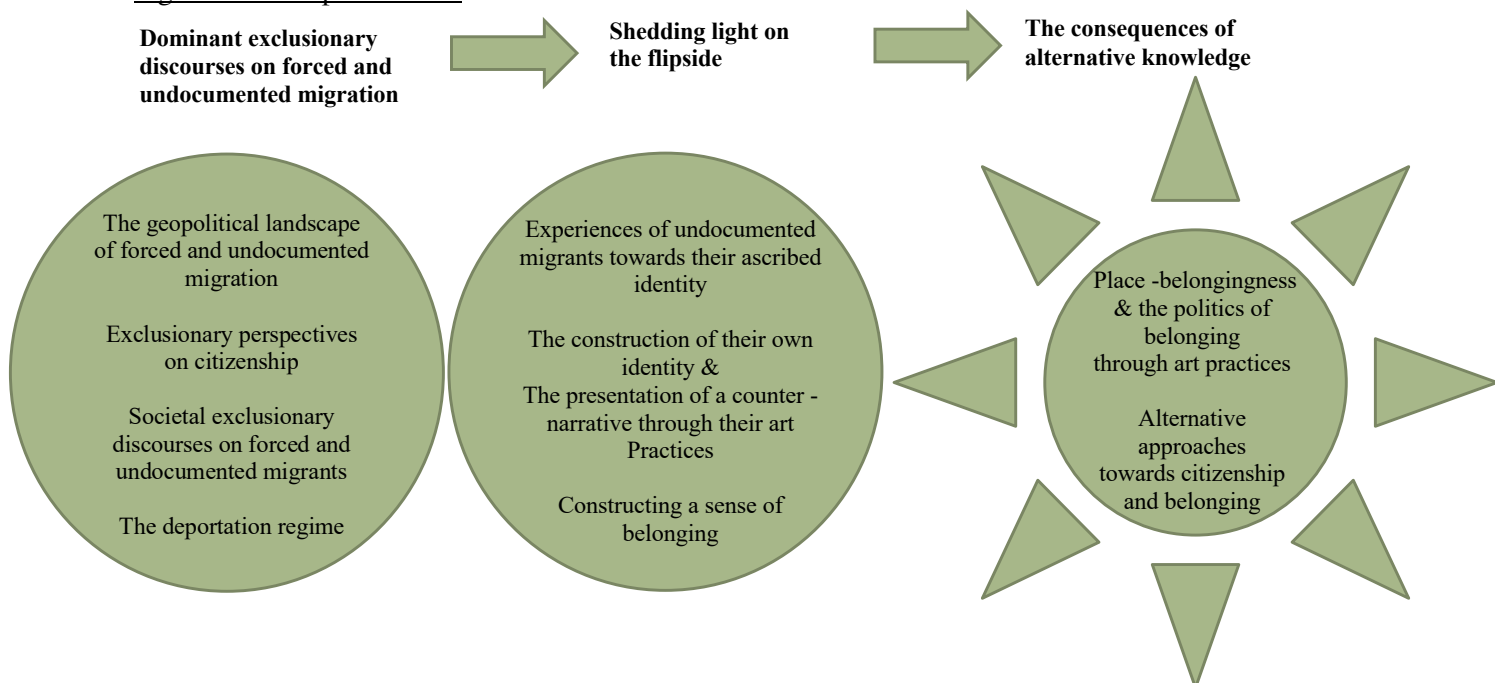 Dominant exclusionary
discourses on forced and
undocumented migration
Shedding light on
the flipside
The consequences of
alternative knowledge
The geopolitical landscape
of forced and undocumented
migration
Exclusionary perspectives
on citizenship
Societal exclusionary
discourses on forced and
undocumented migrants
The deportation regime
Experiences of undocumented
migrants towards their ascribed
identity
The construction of their own
identity &
The presentation of a counter -
narrative through their art
Practices
Constructing a sense of
belonging
Place -belongingness
& the politics of
belonging
through art practices
Alternative
approaches
towards citizenship
and belonging